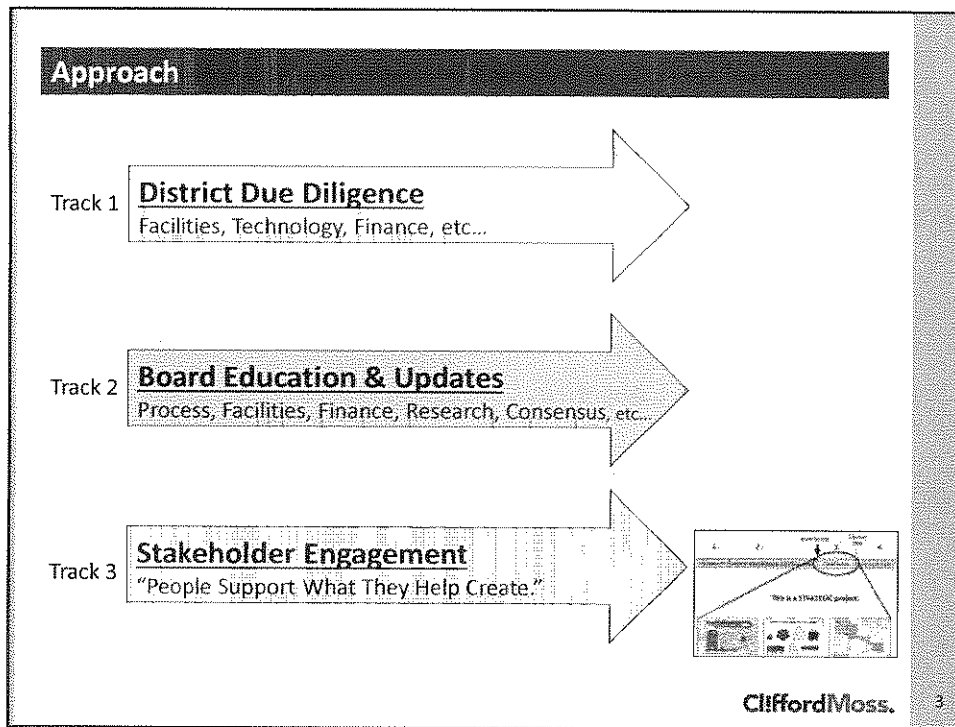 Approach
Track 1
District Due Diligence
Facilities, Technology, Finance, etc...
Track 2
Board Education & Updates
Process, Facilities, Finance, Research, Consensus, etc...
Track 3
Stakeholder Engagement
“People Support What They Help Create.”
This is a STRATEGIC project.
CliffordMoss.
3